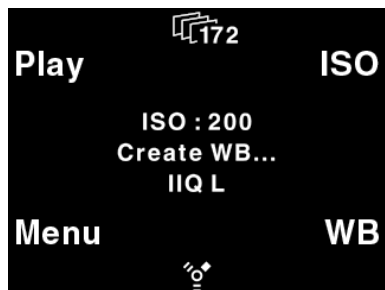 172
Play ISO
ISO : 200
Create WB...
IIQ L
Menu WB